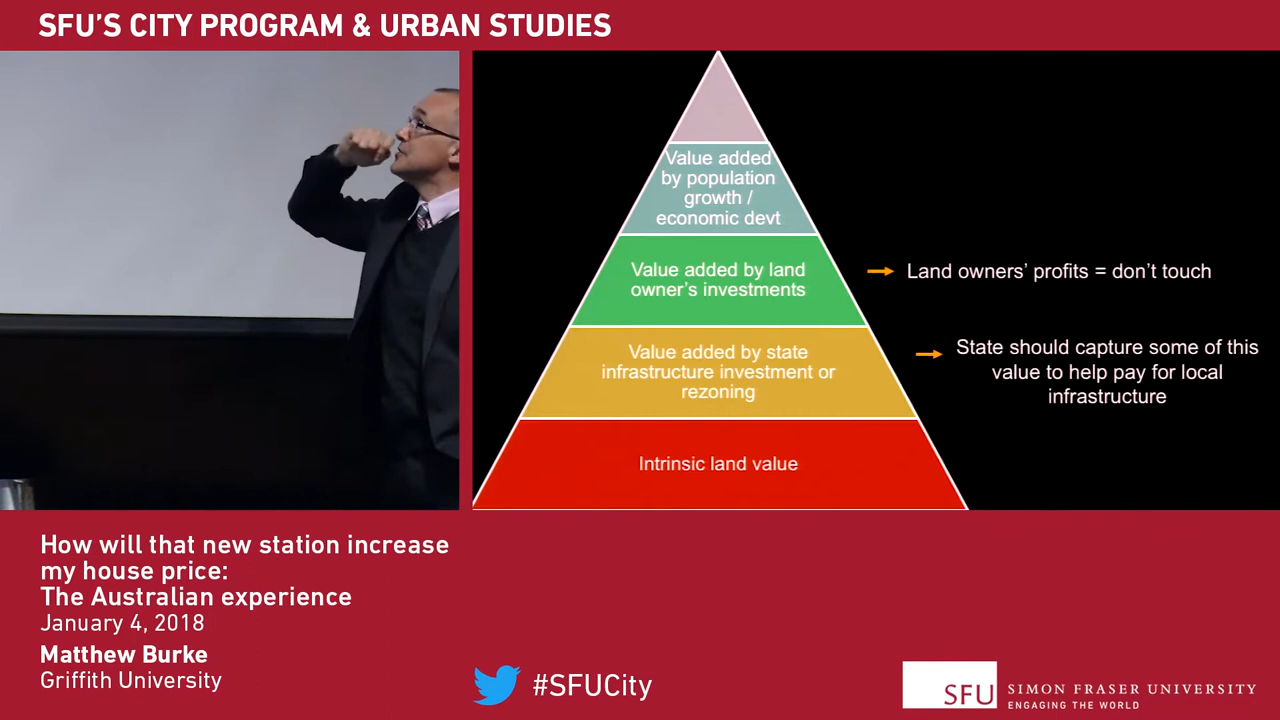 SFU'S CITY PROGRAM & URBAN STUDIES
Value added
by population
growth /
economic devt
Value added by land
owner's investments
Land owners' profits = don't touch
Value added by state
infrastructure investment or
rezoning
State should capture some of this
value to help pay for local
infrastructure
Intrinsic land value
How will that new station increase
my house price:
The Australian experience
January 4, 2018
Matthew Burke
Griffith University
#SFUCity
SFU
SIMON FRASER UNIVERSITY
ENGAGING THE WORLD